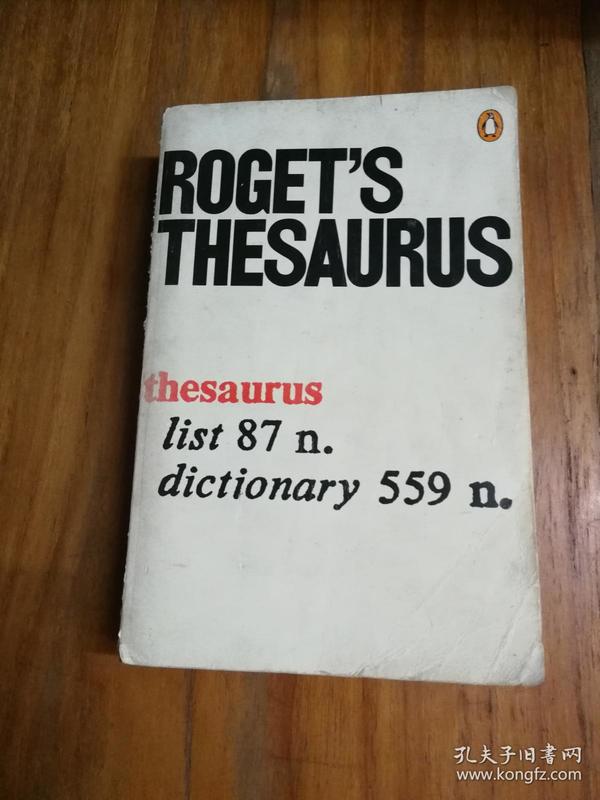 ROGET'S
THESAURUS
thesaurus
list 87 n.
dictionary 559 n.
孔夫子旧书网
www.kongfz.com